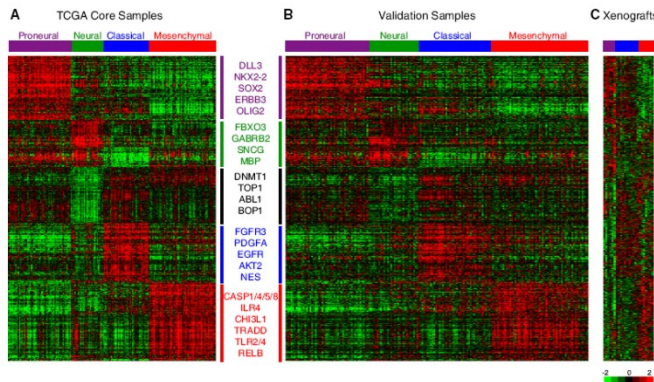 A TCGA Core Samples
B Validation Samples
C Xenografts
Proneural Neural Classical Mesenchymal
Proneural Neural Classical Mesenchymal
DLL3
NKX2-2
SOX2
ERBB3
OLIG2
FBXO3
GABRB2
SNCG
MBP
DNMT1
TOP1
ABL1
BOP1
FGFR3
PDGFA
EGFR
AKT2
NES
CASP1/4/5/8
ILR4
CHI3L1
TRADD
TLR2/4
RELB
-2 0 2